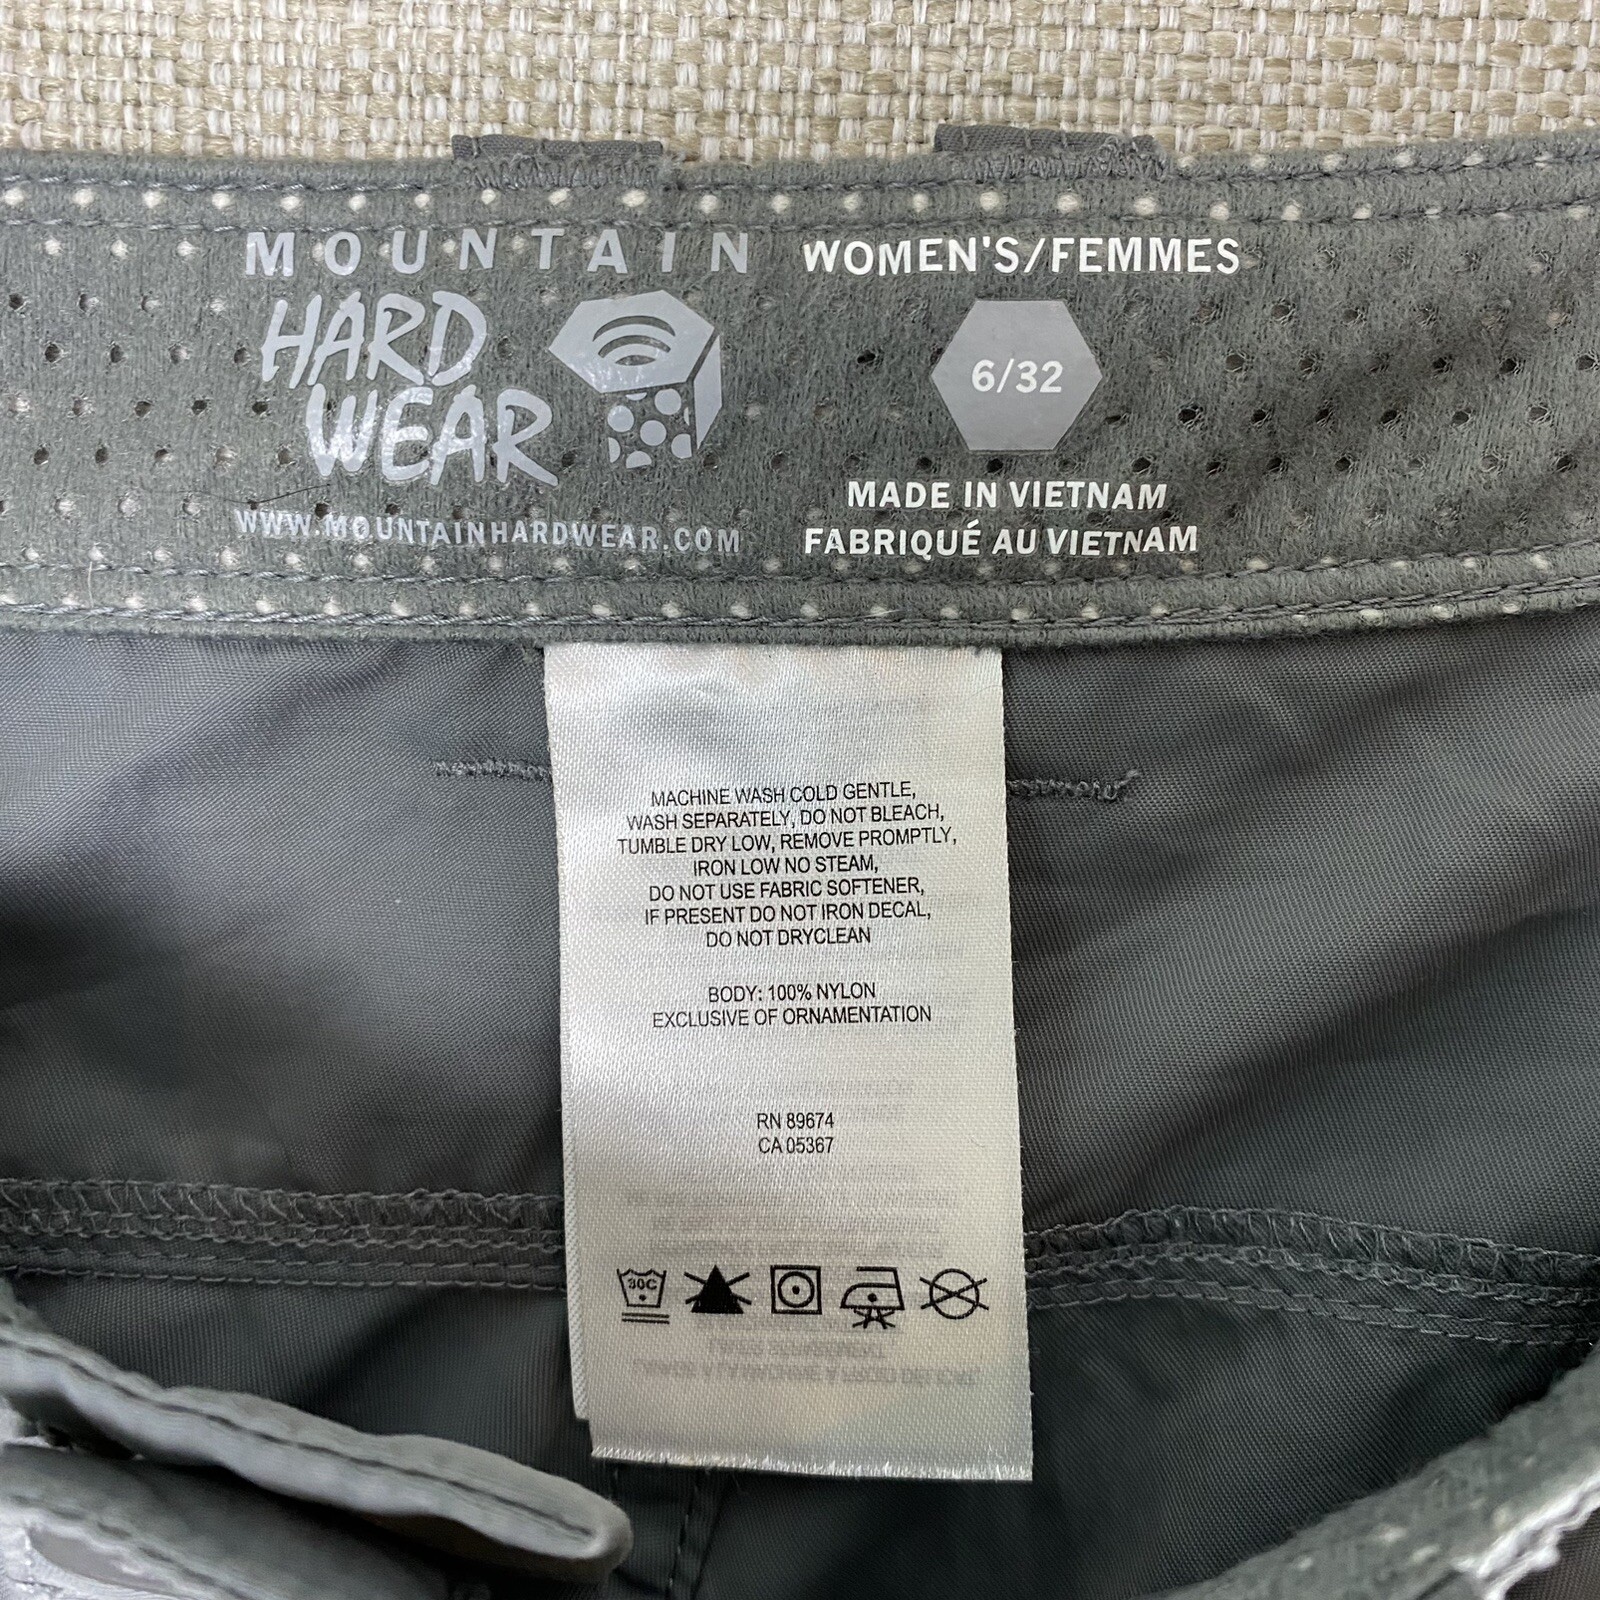 MOUNTAIN
HARD
WEAR
WWW.MOUNTAINHARDWEAR.COM
WOMEN'S/FEMMES
6/32
MADE IN VIETNAM
FABRIQUÉ AU VIETNAM
MACHINE WASH COLD GENTLE,
WASH SEPARATELY, DO NOT BLEACH,
TUMBLE DRY LOW, REMOVE PROMPTLY,
IRON LOW NO STEAM,
DO NOT USE FABRIC SOFTENER,
IF PRESENT DO NOT IRON DECAL,
DO NOT DRYCLEAN
BODY: 100% NYLON
EXCLUSIVE OF ORNAMENTATION
RN 89674
CA 05367
30C